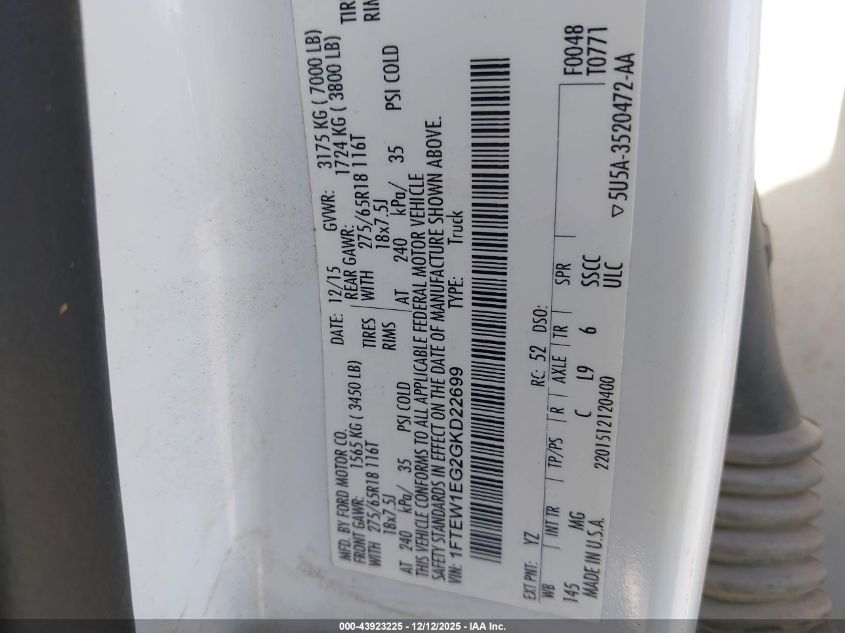 MFD. BY FORD MOTOR CO. DATE: 12/15 GVWR: 3175 KG ( 7000 LB)
FRONT GAWR: 1565 KG ( 3450 LB) REAR GAWR: 1724 KG ( 3800 LB)
WITH 275/65R18 116T TIRES WITH 275/65R18 116T TIRE
18x7.5J RIMS 18x7.5J RIM
AT 240 kPa/ 35 PSI COLD AT 240 kPa/ 35 PSI COLD
THIS VEHICLE CONFORMS TO ALL APPLICABLE FEDERAL MOTOR VEHICLE
SAFETY STANDARDS IN EFFECT ON THE DATE OF MANUFACTURE SHOWN ABOVE.
VIN: 1FTEW1EG2GKD22699 TYPE: Truck
EXT PNT: YZ RC: 52 DSO: F0048
WB INT TR TP/PS R AXLE TR SPR T0771
145 MG C L9 6 SSCC
MADE IN U.S.A. 2201512120400 ULC ▽5U5A-3520472-AA
000-43923225 - 12/12/2025 - IAA Inc.